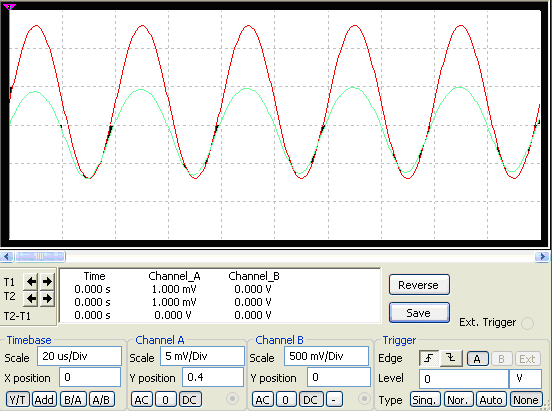 Time Channel_A Channel_B
T1 0.000 s 1.000 mV 0.000 V
T2 0.000 s 1.000 mV 0.000 V
T2-T1 0.000 s 0.000 V 0.000 V
Reverse
Save
Ext. Trigger
Timebase
Scale 20 us/Div
X position 0
Y/T Add B/A A/B
Channel A
Scale 5 mV/Div
Y position 0.4
AC 0 DC
Channel B
Scale 500 mV/Div
Y position 0
AC 0 DC -
Trigger
Edge A B Ext
Level 0 V
Type Sing. Nor. Auto None